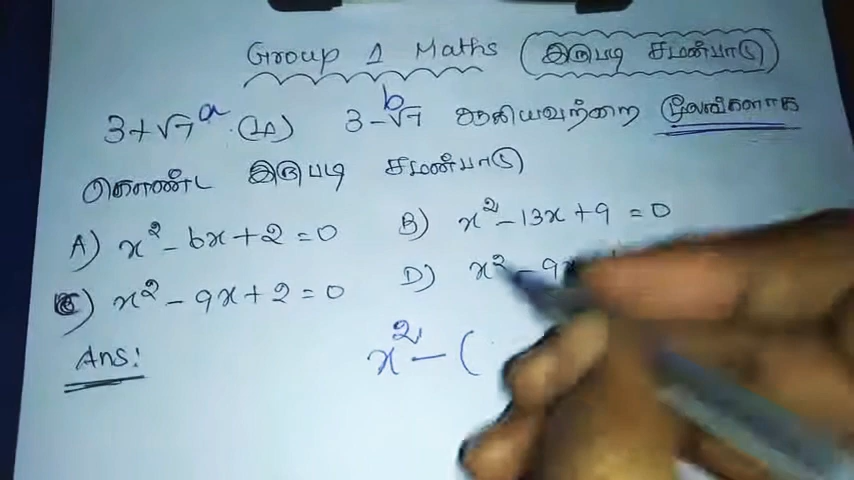 Group 1 Maths (இருபடி சமன்பாடு)
3+√7 a (அ) 3-√7 b ஆகியவற்றை மூலங்களாக
கொண்ட இருபடி சமன்பாடு
A) x² - 6x + 2 = 0 B) x² - 13x + 9 = 0
C) x² - 9x + 2 = 0 D) x² - 9x
Ans: x² - (